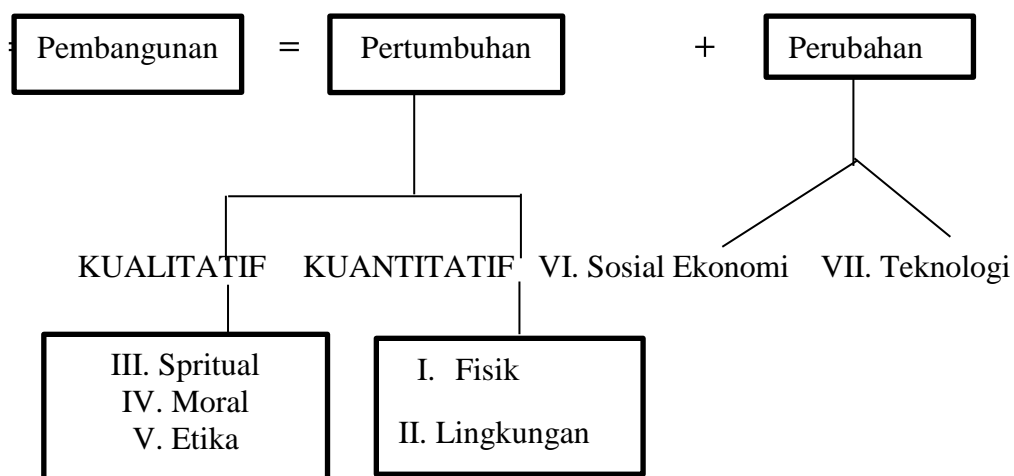 = Pembangunan = Pertumbuhan + Perubahan
KUALITATIF KUANTITATIF VI. Sosial Ekonomi VII. Teknologi
III. Spritual
IV. Moral
V. Etika
I. Fisik
II. Lingkungan